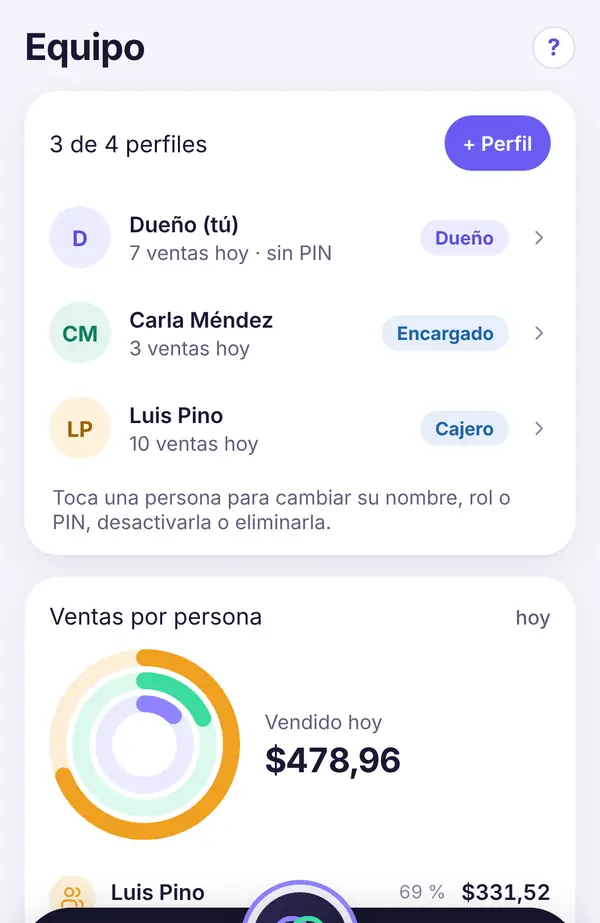 Equipo
?
3 de 4 perfiles
+ Perfil
D
Dueño (tú)
7 ventas hoy · sin PIN
Dueño
CM
Carla Méndez
3 ventas hoy
Encargado
LP
Luis Pino
10 ventas hoy
Cajero
Toca una persona para cambiar su nombre, rol o
PIN, desactivarla o eliminarla.
Ventas por persona
hoy
Vendido hoy
$478,96
Luis Pino
69 %
$331,52